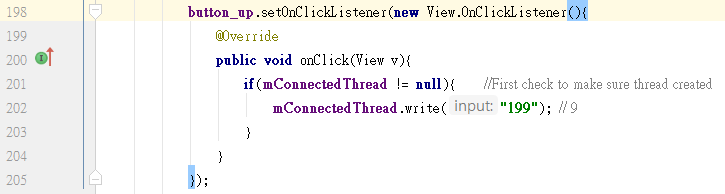 198 button_up.setOnClickListener(new View.OnClickListener(){
199 @Override
200 public void onClick(View v){
201 if(mConnectedThread != null){ //First check to make sure thread created
202 mConnectedThread.write( input: "199"); //9
203 }
204 }
205 });